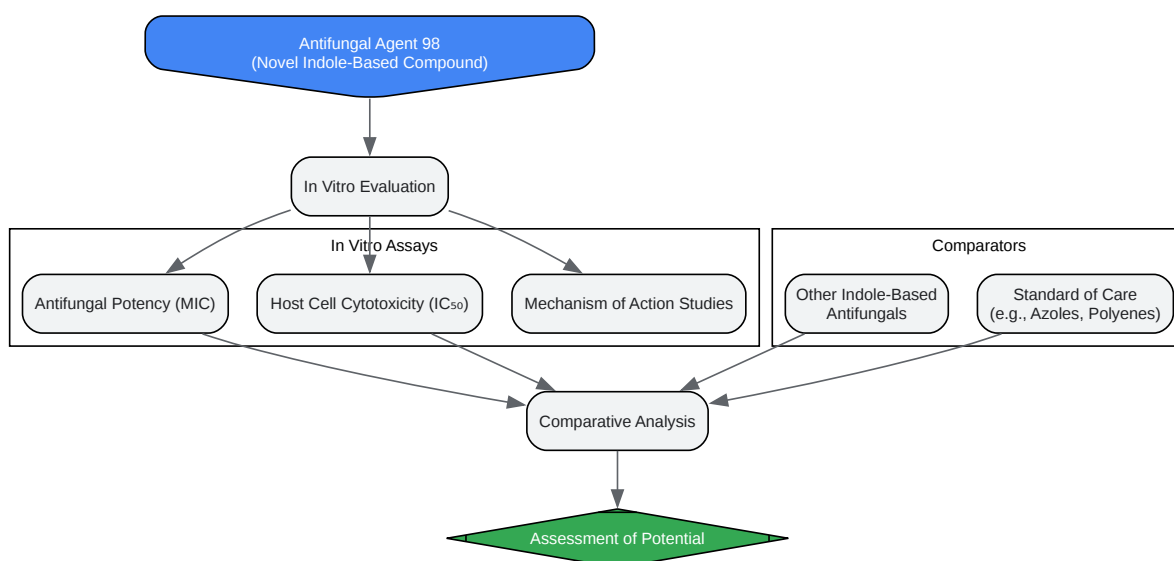 Antifungal Agent 98
(Novel Indole-Based Compound)
In Vitro Evaluation
In Vitro Assays
Comparators
Antifungal Potency (MIC)
Host Cell Cytotoxicity (IC₅₀)
Mechanism of Action Studies
Other Indole-Based
Antifungals
Standard of Care
(e.g., Azoles, Polyenes)
Comparative Analysis
Assessment of Potential